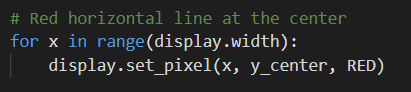 # Red horizontal line at the center
for x in range(display.width):
    display.set_pixel(x, y_center, RED)